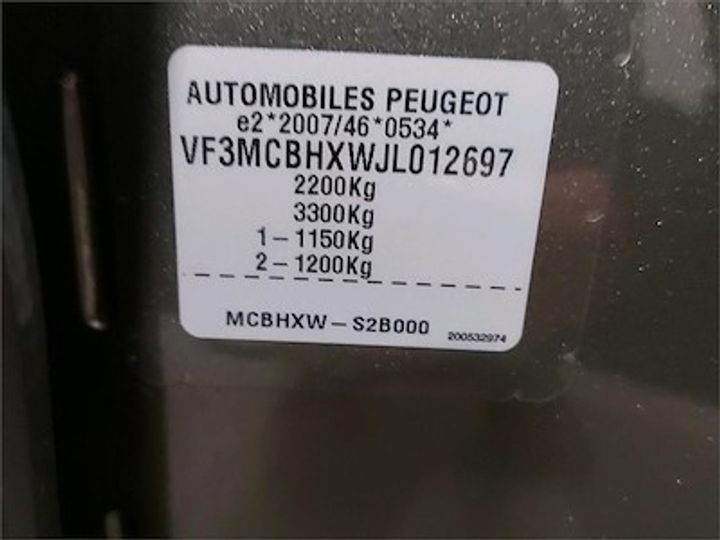 AUTOMOBILES PEUGEOT
e2*2007/46*0534*
VF3MCBHXWJL012697
2200Kg
3300Kg
1-1150Kg
2-1200Kg
MCBHXW-S2B000
200532974